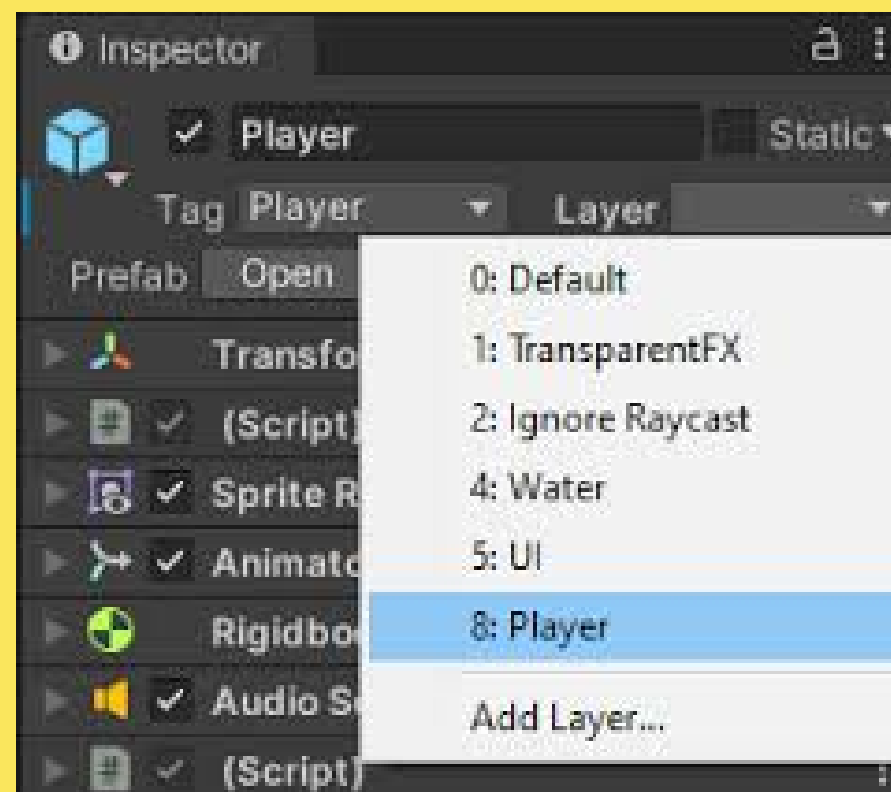 Inspector
Player Static
Tag Player Layer
Prefab Open
0: Default
1: TransparentFX
2: Ignore Raycast
4: Water
5: UI
8: Player
Add Layer...
Transfo
(Script)
Sprite R
Animato
Rigidbo
Audio S
(Script)